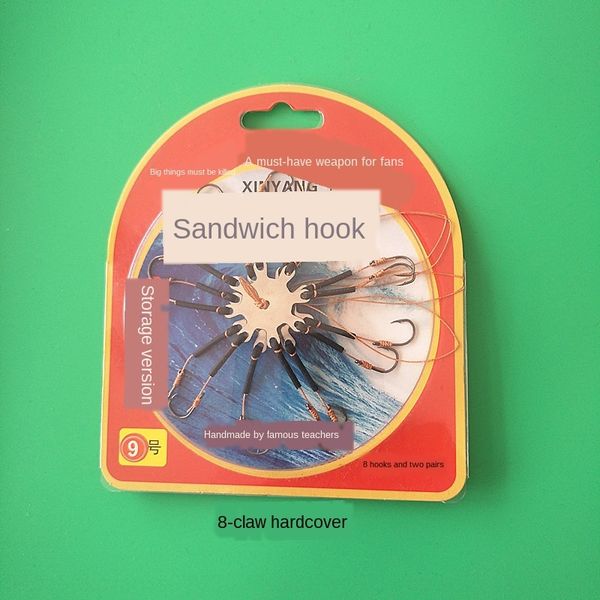 A must-have weapon for fans
Big things must be killed
XINYANG
Sandwich hook
Storage version
Handmade by famous teachers
9号
8 hooks and two pairs
8-claw hardcover